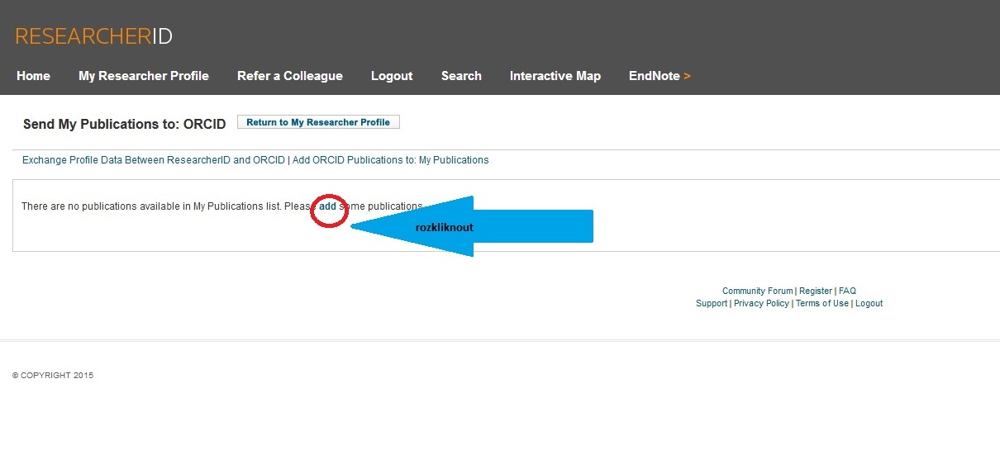 RESEARCHERID
Home My Researcher Profile Refer a Colleague Logout Search Interactive Map EndNote >
Send My Publications to: ORCID Return to My Researcher Profile
Exchange Profile Data Between ResearcherID and ORCID | Add ORCID Publications to: My Publications
There are no publications available in My Publications list. Please add some publications.
rozkliknout
Community Forum | Register | FAQ
Support | Privacy Policy | Terms of Use | Logout
© COPYRIGHT 2015